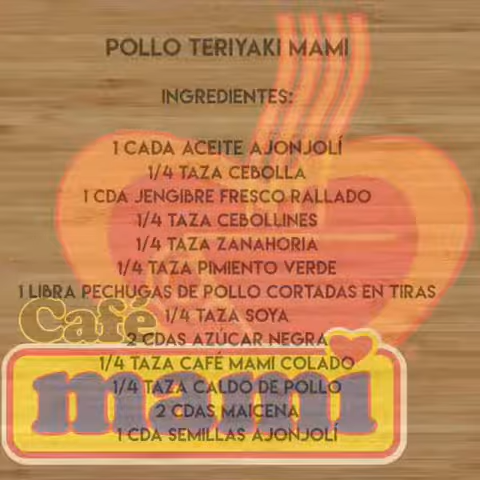 POLLO TERIYAKI MAMI
INGREDIENTES:
1 CADA ACEITE AJONJOLÍ
1/4 TAZA CEBOLLA
1 CDA JENGIBRE FRESCO RALLADO
1/4 TAZA CEBOLLINES
1/4 TAZA ZANAHORIA
1/4 TAZA PIMIENTO VERDE
1 LIBRA PECHUGAS DE POLLO CORTADAS EN TIRAS
1/4 TAZA SOYA
2 CDAS AZÚCAR NEGRA
1/4 TAZA CAFÉ MAMI COLADO
1/4 TAZA CALDO DE POLLO
2 CDAS MAICENA
1 CDA SEMILLAS AJONJOLÍ
Café
mami